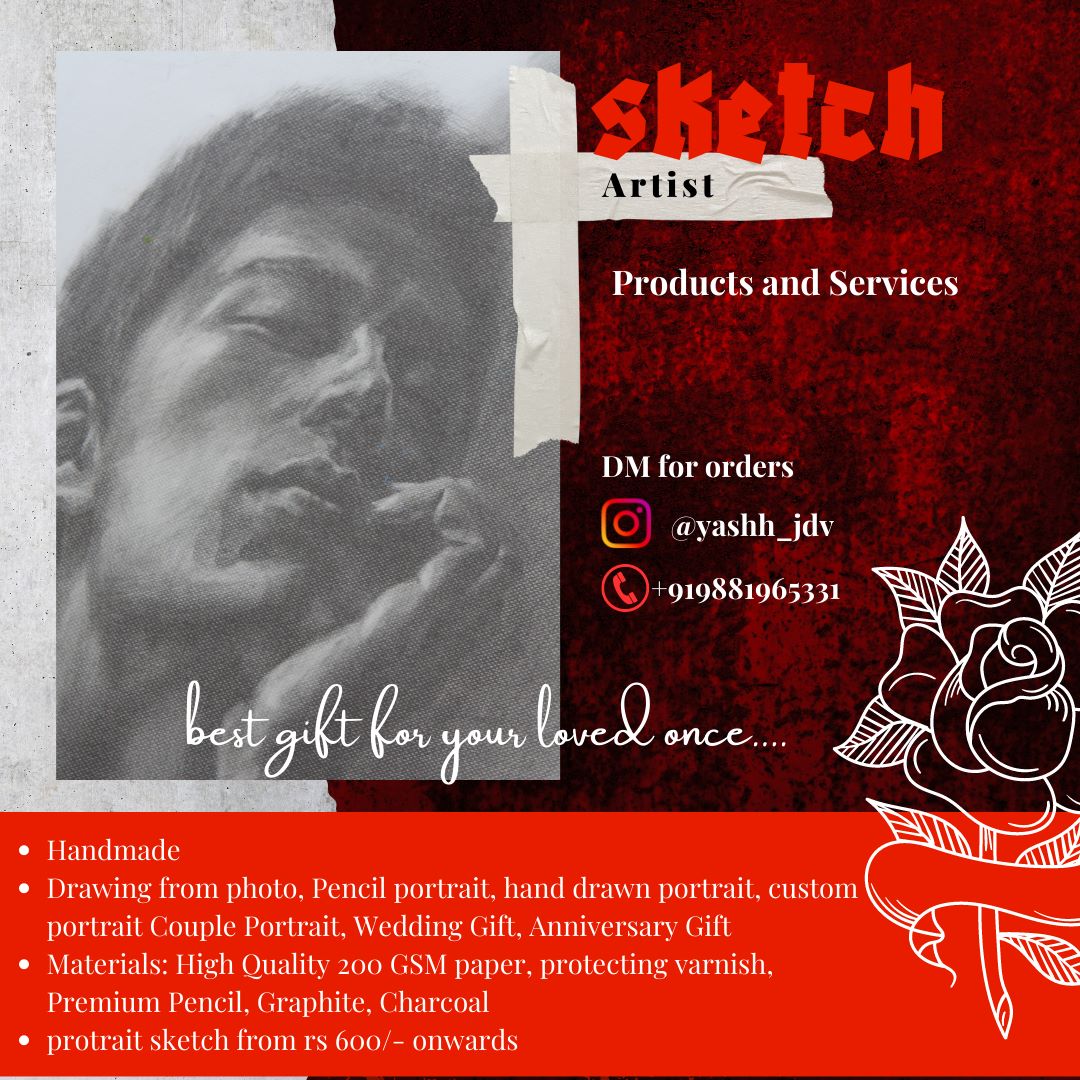 sketch
Artist
Products and Services
DM for orders
@yashh_jdv
+919881965331
best gift for your loved once....
• Handmade
• Drawing from photo, Pencil portrait, hand drawn portrait, custom
portrait Couple Portrait, Wedding Gift, Anniversary Gift
• Materials: High Quality 200 GSM paper, protecting varnish,
Premium Pencil, Graphite, Charcoal
• protrait sketch from rs 600/- onwards